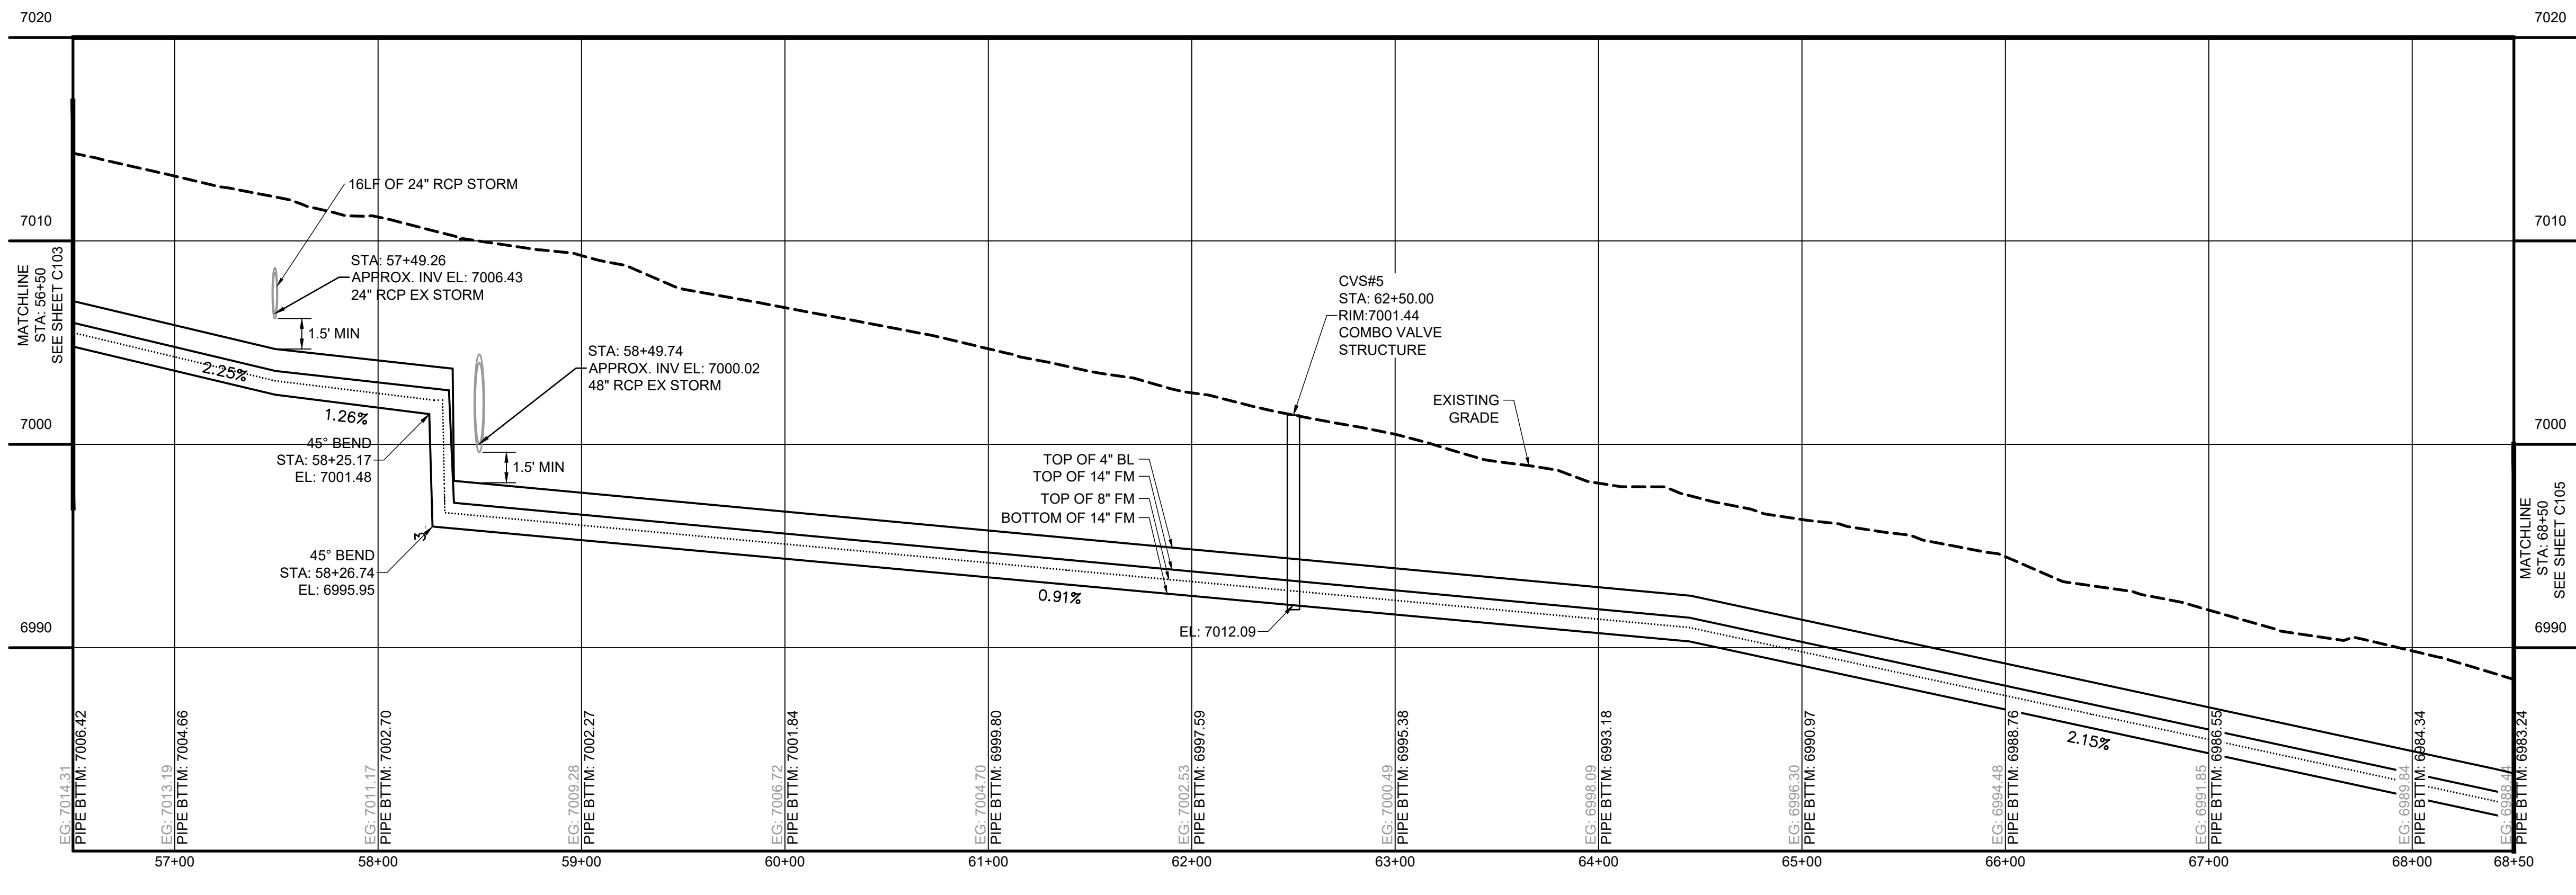 7020
7020
7010
7010
7000
7000
6990
6990
MATCHLINE
STA: 56+50
SEE SHEET C103
16LF OF 24" RCP STORM
STA: 57+49.26
APPROX. INV EL: 7006.43
24" RCP EX STORM
1.5' MIN
2.25%
1.26%
45° BEND
STA: 58+25.17
EL: 7001.48
45° BEND
STA: 58+26.74
EL: 6995.95
STA: 58+49.74
APPROX. INV EL: 7000.02
48" RCP EX STORM
1.5' MIN
TOP OF 4" BL
TOP OF 14" FM
TOP OF 8" FM
BOTTOM OF 14" FM
0.91%
CVS#5
STA: 62+50.00
RIM:7001.44
COMBO VALVE
STRUCTURE
EL: 7012.09
EXISTING
GRADE
2.15%
MATCHLINE
STA: 68+50
SEE SHEET C105
EG: 7014.31
PIPE BTTM: 7006.42
EG: 7013.19
PIPE BTTM: 7004.66
EG: 7011.17
PIPE BTTM: 7002.70
EG: 7009.28
PIPE BTTM: 7002.27
EG: 7006.72
PIPE BTTM: 7001.84
EG: 7004.70
PIPE BTTM: 6999.80
EG: 7002.53
PIPE BTTM: 6997.59
EG: 7000.49
PIPE BTTM: 6995.38
EG: 6998.09
PIPE BTTM: 6993.18
EG: 6996.30
PIPE BTTM: 6990.97
EG: 6994.48
PIPE BTTM: 6988.76
EG: 6991.85
PIPE BTTM: 6986.55
EG: 6989.84
PIPE BTTM: 6984.34
EG: 6988.44
PIPE BTTM: 6983.24
57+00
58+00
59+00
60+00
61+00
62+00
63+00
64+00
65+00
66+00
67+00
68+00
68+50